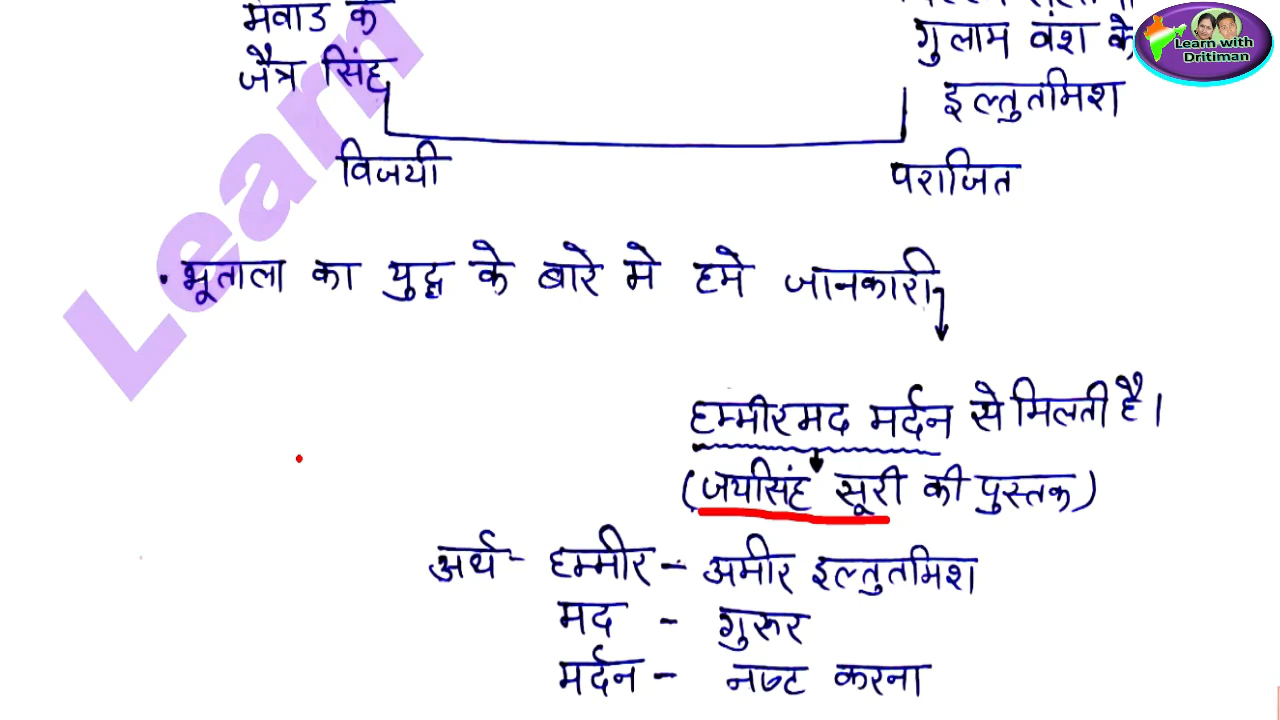 मेवाड के
गुलाम वंश के
जैत्र सिंह
इल्तुतमिश
विजयी
पराजित
• भूताला का युद्ध के बारे मे हमे जानकारी
हम्मीरमद मर्दन से मिलती है।
(जयसिंह सूरी की पुस्तक)
अर्थ - हम्मीर - अमीर इल्तुतमिश
मद - गुरुर
मर्दन - नष्ट करना
Learn
Learn with
Dritiman